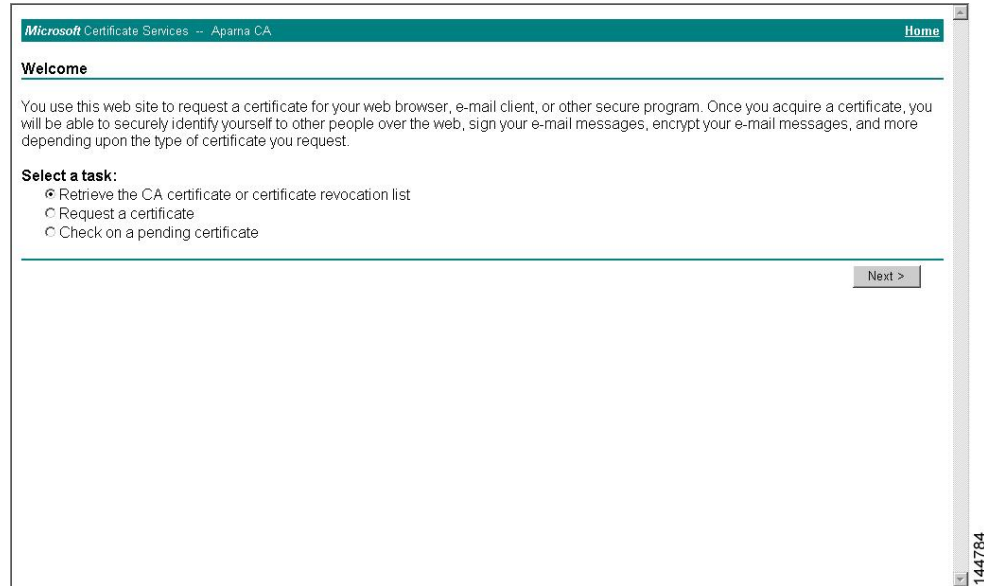 Microsoft Certificate Services -- Aparna CA Home
Welcome
You use this web site to request a certificate for your web browser, e-mail client, or other secure program. Once you acquire a certificate, you
will be able to securely identify yourself to other people over the web, sign your e-mail messages, encrypt your e-mail messages, and more
depending upon the type of certificate you request.
Select a task:
Retrieve the CA certificate or certificate revocation list
Request a certificate
Check on a pending certificate
Next >
144784